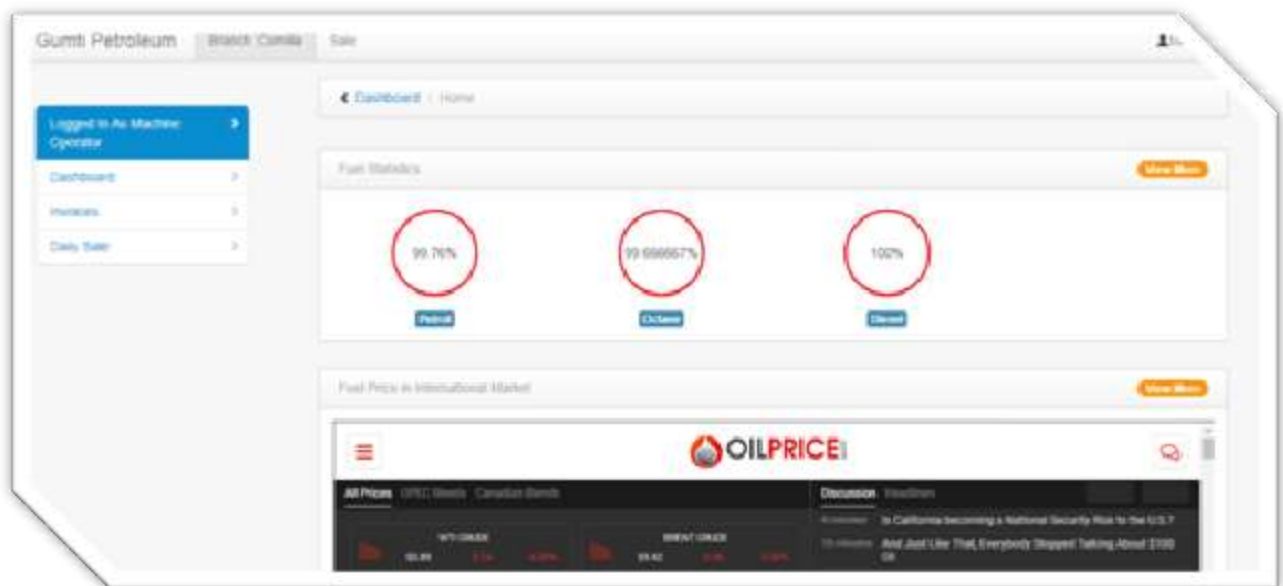 Gumti Petroleum Branch: Comilla Sale
Dashboard / Home
Logged In As Machine Operator
Dashboard
Invoices
Daily Sale
Fuel Statistics View More
99.76% 99.666667% 100%
Petrol Octane Diesel
Fuel Price in International Market View More
OILPRICE
All Prices OPEC Blends Canadian Blends Discussion Headlines
WTI CRUDE BRENT CRUDE
Is California becoming a National Security Risk to the U.S.?
And Just Like That, Everybody Stopped Talking About $100 Oil